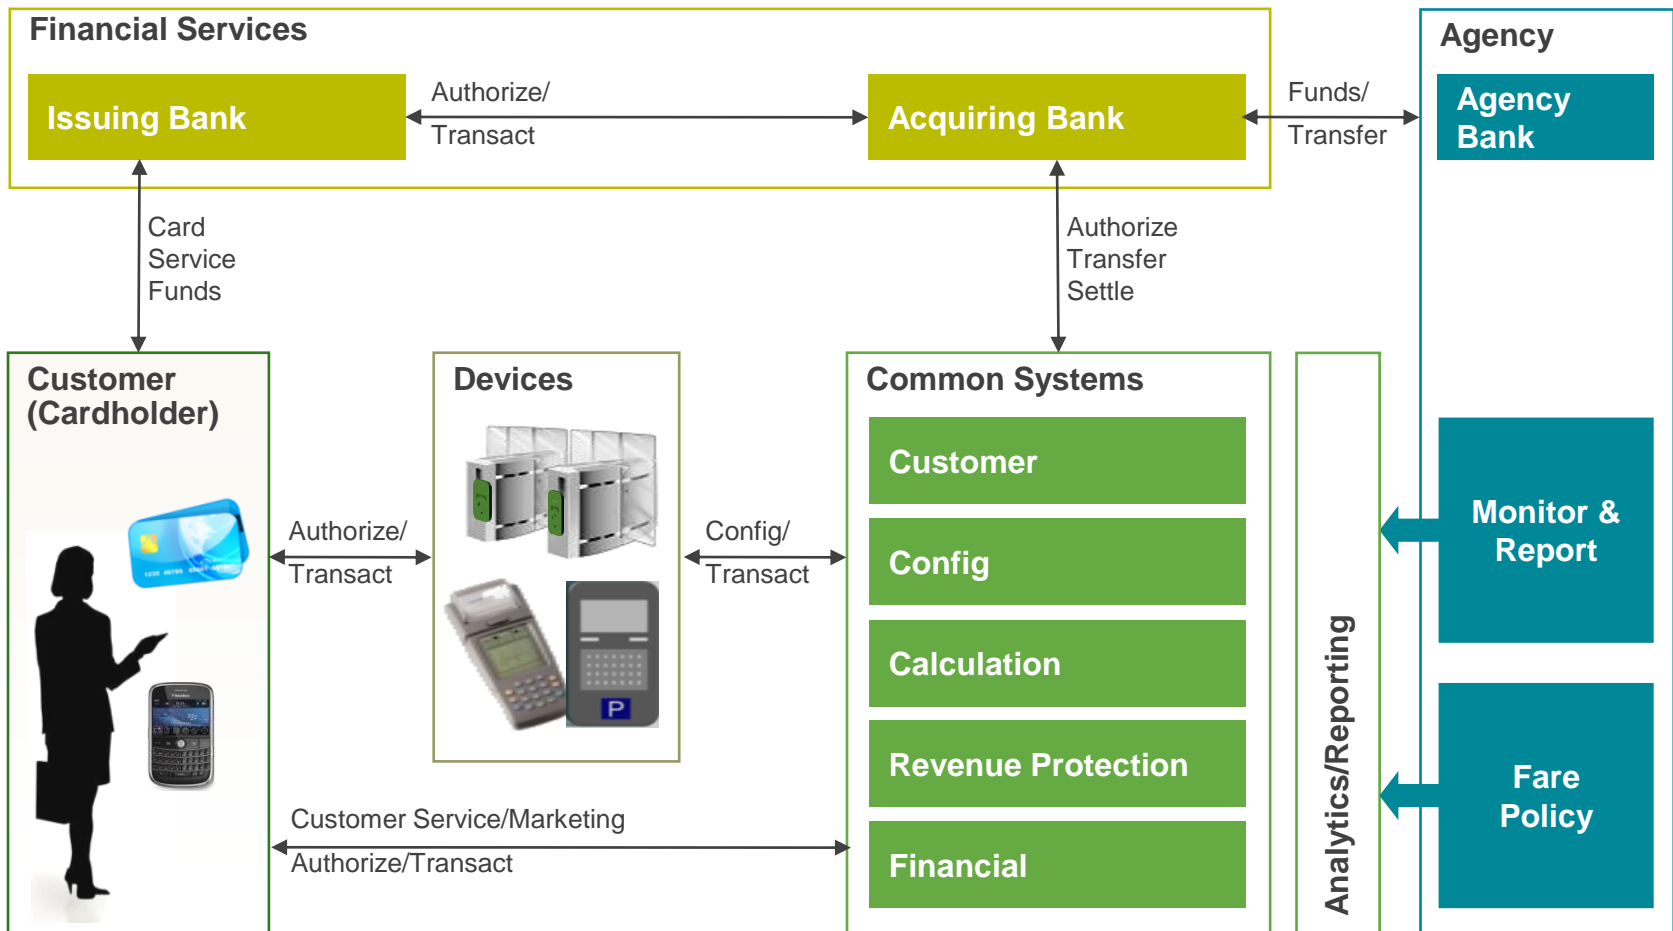 Financial Services
Issuing Bank
Authorize/
Transact
Acquiring Bank
Funds/
Transfer
Agency
Agency
Bank
Card
Service
Funds
Authorize
Transfer
Settle
Customer
(Cardholder)
Authorize/
Transact
Devices
P
Config/
Transact
Common Systems
Customer
Config
Calculation
Revenue Protection
Financial
Customer Service/Marketing
Authorize/Transact
Analytics/Reporting
Monitor &
Report
Fare
Policy